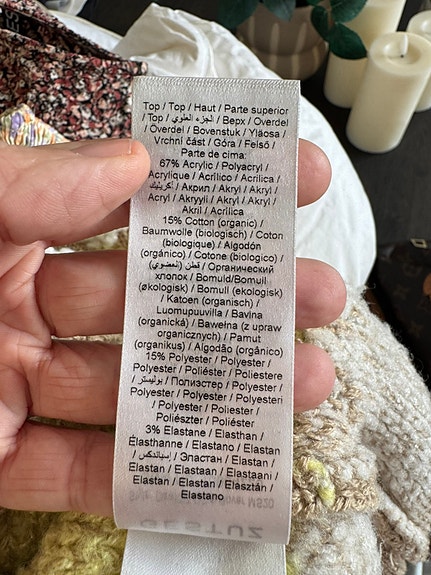 Top / Top / Haut / Parte superior
/ Top / الجزء العلوي / Верх / Overdel
/ Överdel / Bovenstuk / Yläosa /
Vrchní část / Góra / Felső /
Parte de cima:
67% Acrylic / Polyacryl /
Acrylique / Acrílico / Acrilica /
أكريليك / Акрил / Akryl / Akryl /
Akryl / Akryyli / Akryl / Akryl /
Akril / Acrílica
15% Cotton (organic) /
Baumwolle (biologisch) / Coton
(biologique) / Algodón
(orgánico) / Cotone (biologico) /
قطن (العضوي) / Органический
хлопок / Bomuld/Bomull
(økologisk) / Bomull (ekologisk)
/ Katoen (organisch) /
Luomupuuvilla / Bavlna
(organická) / Bawełna (z upraw
organicznych) / Pamut
(organikus) / Algodão (orgânico)
15% Polyester / Polyester /
Polyester / Poliéster / Poliestere
/ بوليستر / Полиэстер / Polyester /
Polyester / Polyester / Polyesteri
/ Polyester / Poliester /
Poliészter / Poliéster
3% Elastane / Elasthan /
Élasthanne / Elastano / Elastan
/ إسباندكس / Эластан / Elastan /
Elastan / Elastaan / Elastaani /
Elastan / Elastan / Elasztán /
Elastano
GESTUZ